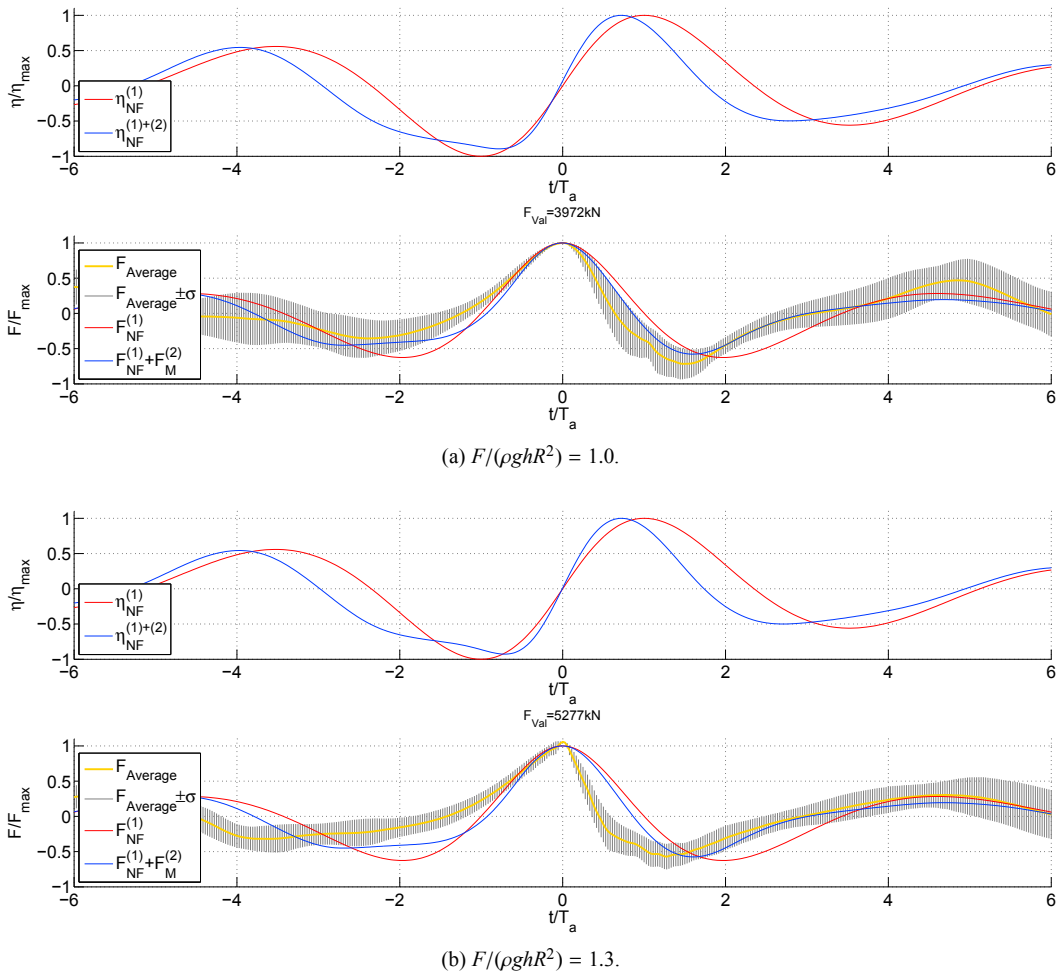 1
0.5
0
−0.5
−1
η/η_max
η_NF^(1)
η_NF^(1)+(2)
−6 −4 −2 0 2 4 6
t/T_a
F_Val=3972kN
1
0.5
0
−0.5
−1
F/F_max
F_Average
F_Average±σ
F_NF^(1)
F_NF^(1)+F_M^(2)
−6 −4 −2 0 2 4 6
t/T_a
(a) F/(ρghR²) = 1.0.
1
0.5
0
−0.5
−1
η/η_max
η_NF^(1)
η_NF^(1)+(2)
−6 −4 −2 0 2 4 6
t/T_a
F_Val=5277kN
1
0.5
0
−0.5
−1
F/F_max
F_Average
F_Average±σ
F_NF^(1)
F_NF^(1)+F_M^(2)
−6 −4 −2 0 2 4 6
t/T_a
(b) F/(ρghR²) = 1.3.